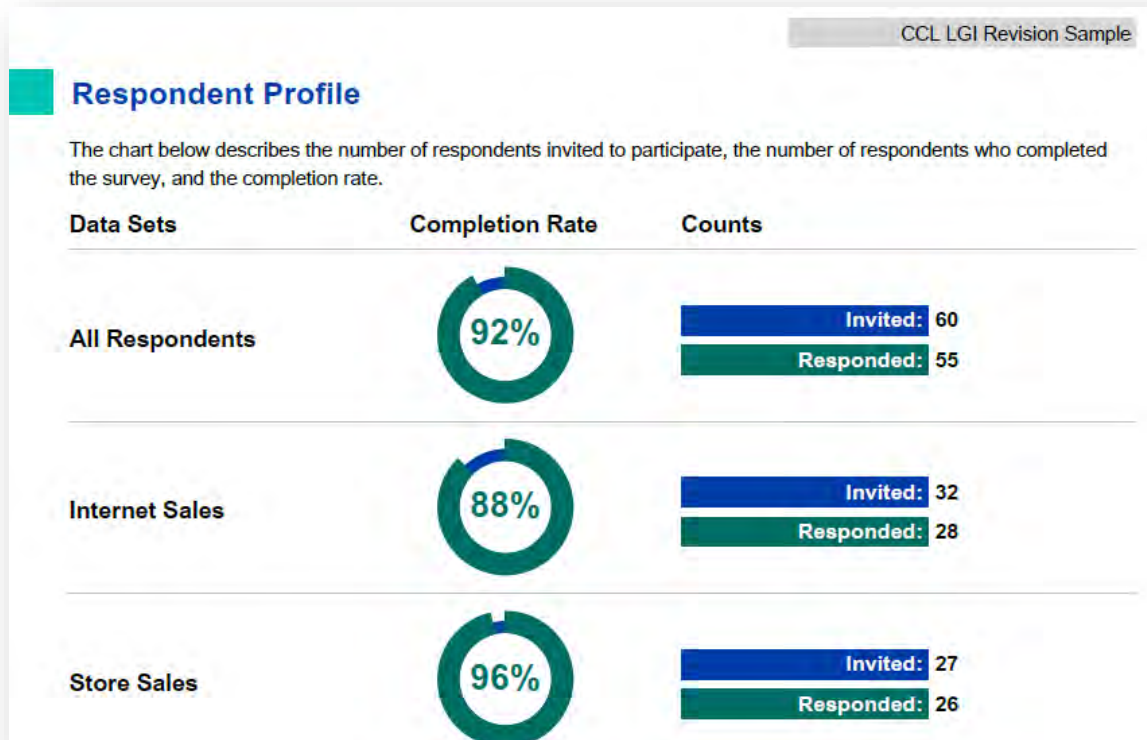 CCL LGI Revision Sample
Respondent Profile
The chart below describes the number of respondents invited to participate, the number of respondents who completed
the survey, and the completion rate.
Data Sets Completion Rate Counts
All Respondents
92%
Invited: 60
Responded: 55
Internet Sales
88%
Invited: 32
Responded: 28
Store Sales
96%
Invited: 27
Responded: 26